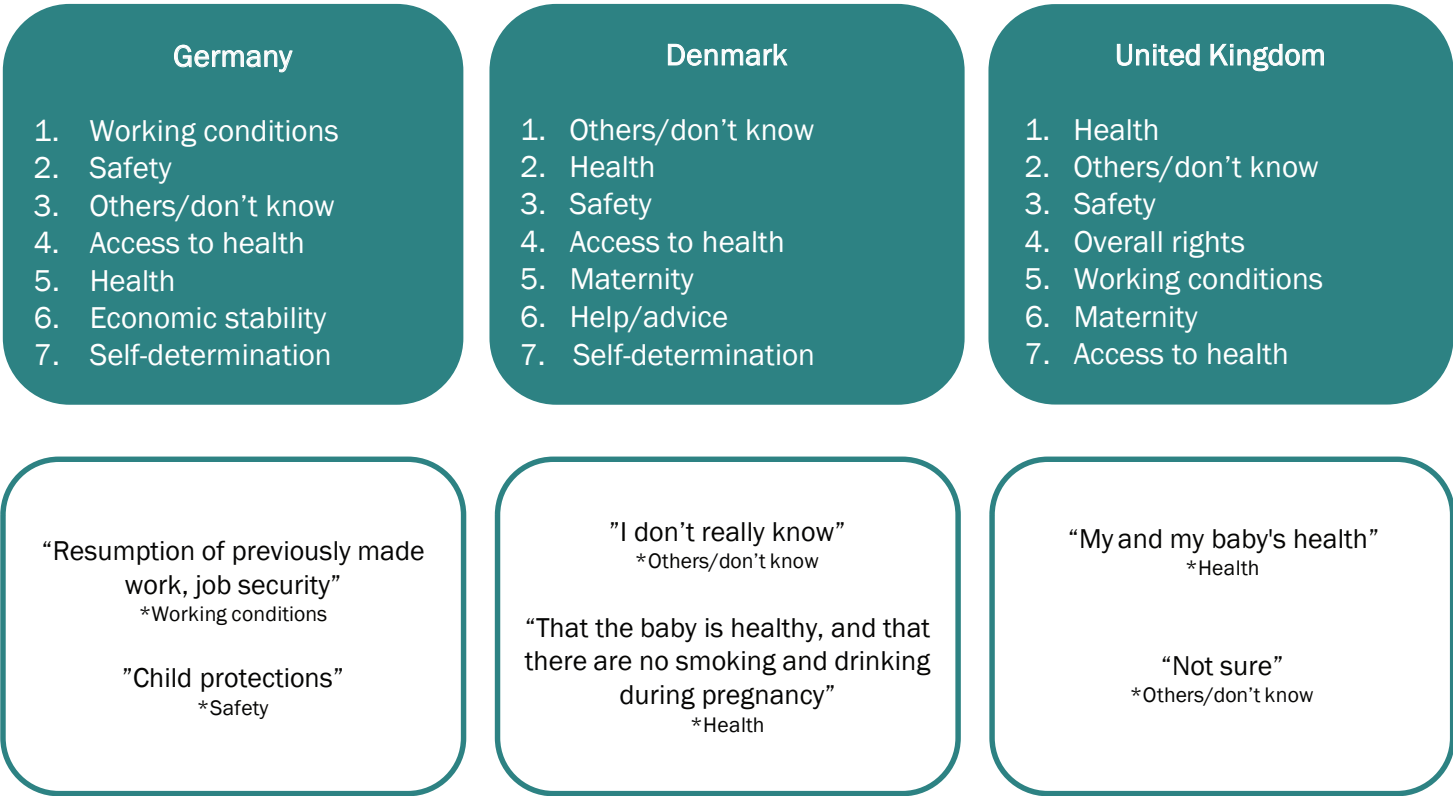 Germany
1. Working conditions
2. Safety
3. Others/don’t know
4. Access to health
5. Health
6. Economic stability
7. Self-determination
Denmark
1. Others/don’t know
2. Health
3. Safety
4. Access to health
5. Maternity
6. Help/advice
7. Self-determination
United Kingdom
1. Health
2. Others/don’t know
3. Safety
4. Overall rights
5. Working conditions
6. Maternity
7. Access to health
“Resumption of previously made
work, job security”
*Working conditions
”Child protections”
*Safety
”I don’t really know”
*Others/don’t know
“That the baby is healthy, and that
there are no smoking and drinking
during pregnancy”
*Health
“My and my baby's health”
*Health
“Not sure”
*Others/don’t know